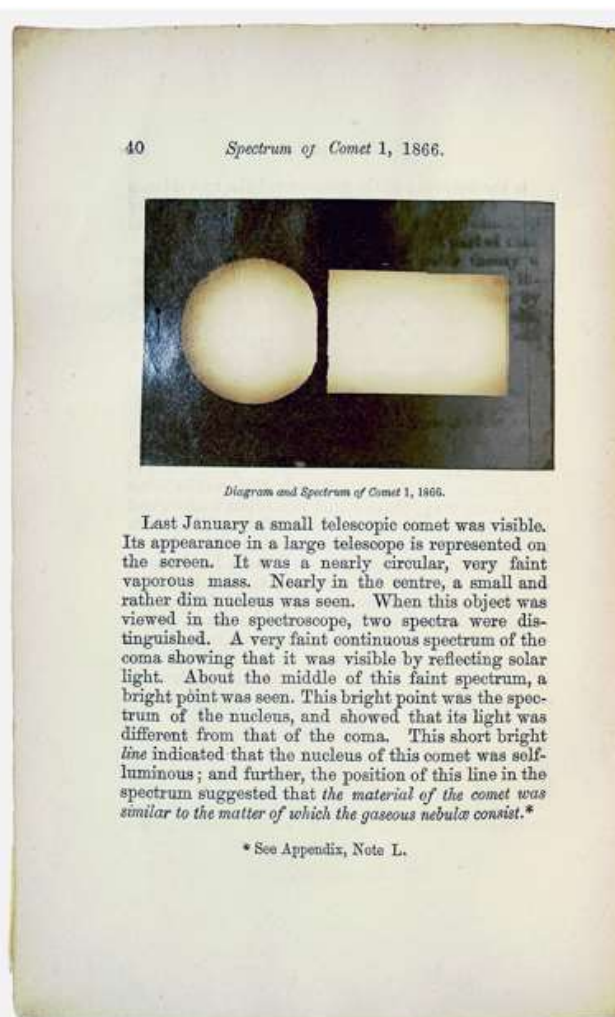 40 Spectrum of Comet 1, 1866.
Diagram and Spectrum of Comet 1, 1866.
Last January a small telescopic comet was visible.
Its appearance in a large telescope is represented on
the screen. It was a nearly circular, very faint
vaporous mass. Nearly in the centre, a small and
rather dim nucleus was seen. When this object was
viewed in the spectroscope, two spectra were dis-
tinguished. A very faint continuous spectrum of the
coma showing that it was visible by reflecting solar
light. About the middle of this faint spectrum, a
bright point was seen. This bright point was the spec-
trum of the nucleus, and showed that its light was
different from that of the coma. This short bright
line indicated that the nucleus of this comet was self-
luminous; and further, the position of this line in the
spectrum suggested that the material of the comet was
similar to the matter of which the gaseous nebulæ consist.*
* See Appendix, Note L.